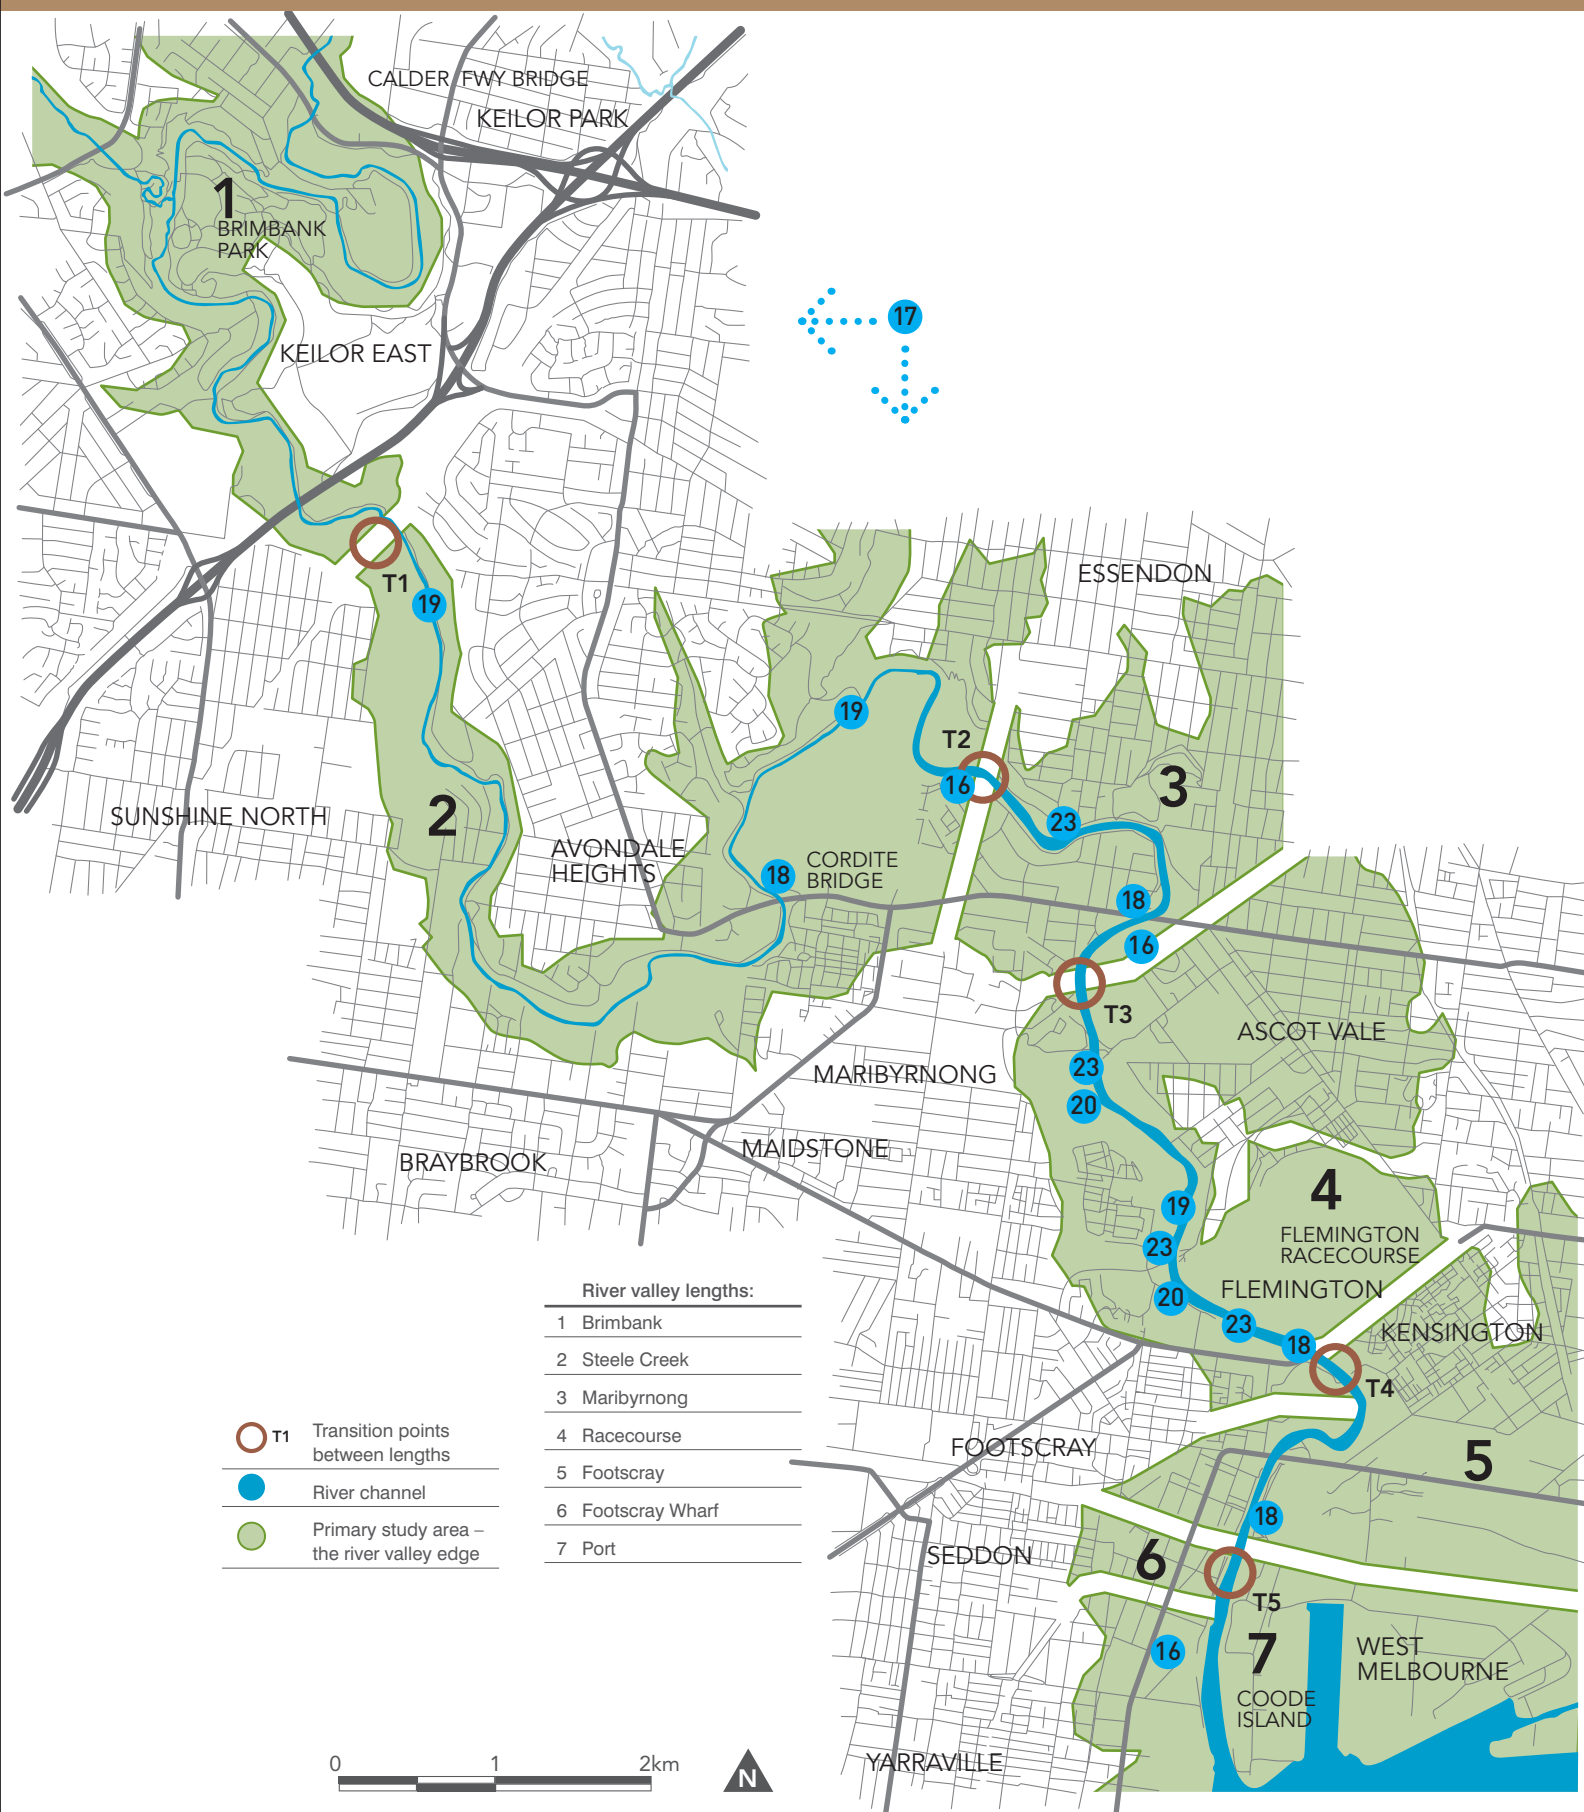 CALDER FWY BRIDGE
KEILOR PARK
1
BRIMBANK
PARK
17
KEILOR EAST
T1
19
ESSENDON
19
T2
16
3
23
SUNSHINE NORTH
2
AVONDALE
HEIGHTS
18
CORDITE
BRIDGE
18
16
T3
ASCOT VALE
MARIBYRNONG
23
20
MAIDSTONE
BRAYBROOK
4
19
FLEMINGTON
RACECOURSE
23
FLEMINGTON
20
23
18
KENSINGTON
T4
River valley lengths:
1 Brimbank
2 Steele Creek
3 Maribyrnong
4 Racecourse
5 Footscray
6 Footscray Wharf
7 Port
T1 Transition points
between lengths
River channel
Primary study area –
the river valley edge
FOOTSCRAY
5
18
SEDDON
6
T5
7
16
WEST
MELBOURNE
COODE
ISLAND
YARRAVILLE
0 1 2km
N